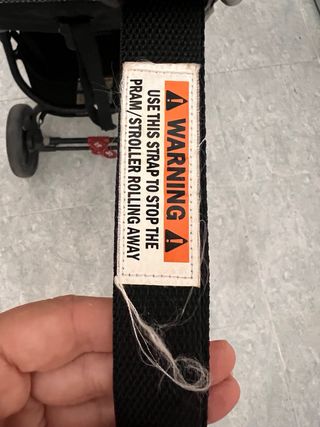 ⚠ WARNING ⚠
USE THIS STRAP TO STOP THE
PRAM/STROLLER ROLLING AWAY